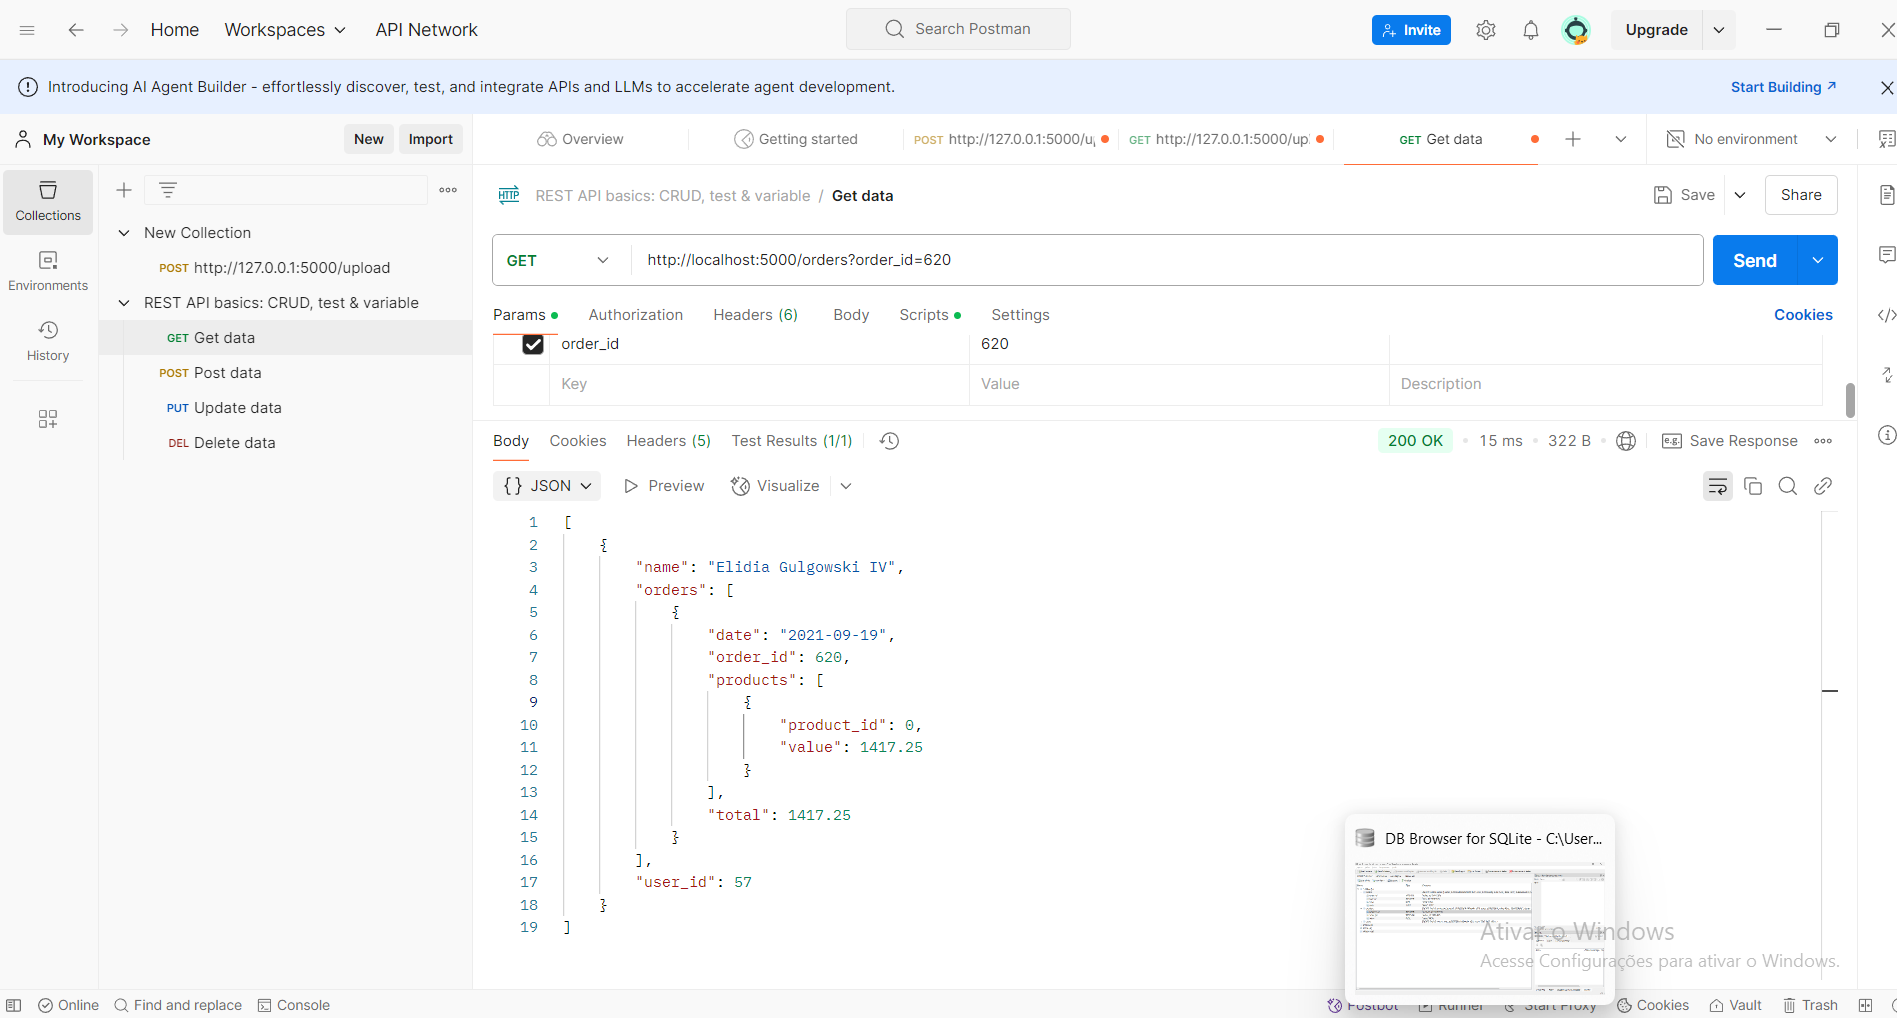 Home Workspaces API Network Search Postman Invite Upgrade
Introducing AI Agent Builder - effortlessly discover, test, and integrate APIs and LLMs to accelerate agent development. Start Building
My Workspace New Import Overview Getting started POST http://127.0.0.1:5000/u GET http://127.0.0.1:5000/up GET Get data No environment
Collections
Environments
History
New Collection
POST http://127.0.0.1:5000/upload
REST API basics: CRUD, test & variable
GET Get data
POST Post data
PUT Update data
DEL Delete data
HTTP REST API basics: CRUD, test & variable / Get data Save Share
GET http://localhost:5000/orders?order_id=620 Send
Params Authorization Headers (6) Body Scripts Settings Cookies
order_id 620
Key Value Description
Body Cookies Headers (5) Test Results (1/1) 200 OK 15 ms 322 B e.g. Save Response
{} JSON Preview Visualize
1 [
2 {
3 "name": "Elidia Gulgowski IV",
4 "orders": [
5 {
6 "date": "2021-09-19",
7 "order_id": 620,
8 "products": [
9 {
10 "product_id": 0,
11 "value": 1417.25
12 }
13 ],
14 "total": 1417.25
15 }
16 ],
17 "user_id": 57
18 }
19 ]
DB Browser for SQLite - C:\User...
Ativar o Windows
Acesse Configurações para ativar o Windows.
Online Find and replace Console Postbot Runner Start Proxy Cookies Vault Trash